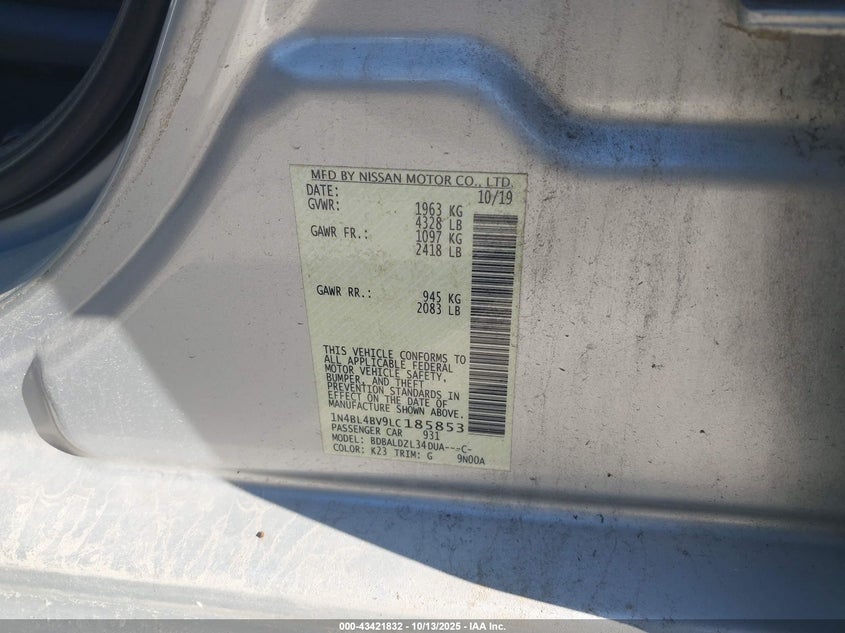 MFD BY NISSAN MOTOR CO., LTD.
DATE: 10/19
GVWR: 1963 KG
4328 LB
GAWR FR.: 1097 KG
2418 LB
GAWR RR.: 945 KG
2083 LB
THIS VEHICLE CONFORMS TO
ALL APPLICABLE FEDERAL
MOTOR VEHICLE SAFETY,
BUMPER, AND THEFT
PREVENTION STANDARDS IN
EFFECT ON THE DATE OF
MANUFACTURE SHOWN ABOVE.
1N4BL4BV9LC185853
PASSENGER CAR 931
MODEL: BDBALDZL34DUA---C-
COLOR: K23 TRIM: G 9N00A
000-43421832 - 10/13/2025 - IAA Inc.